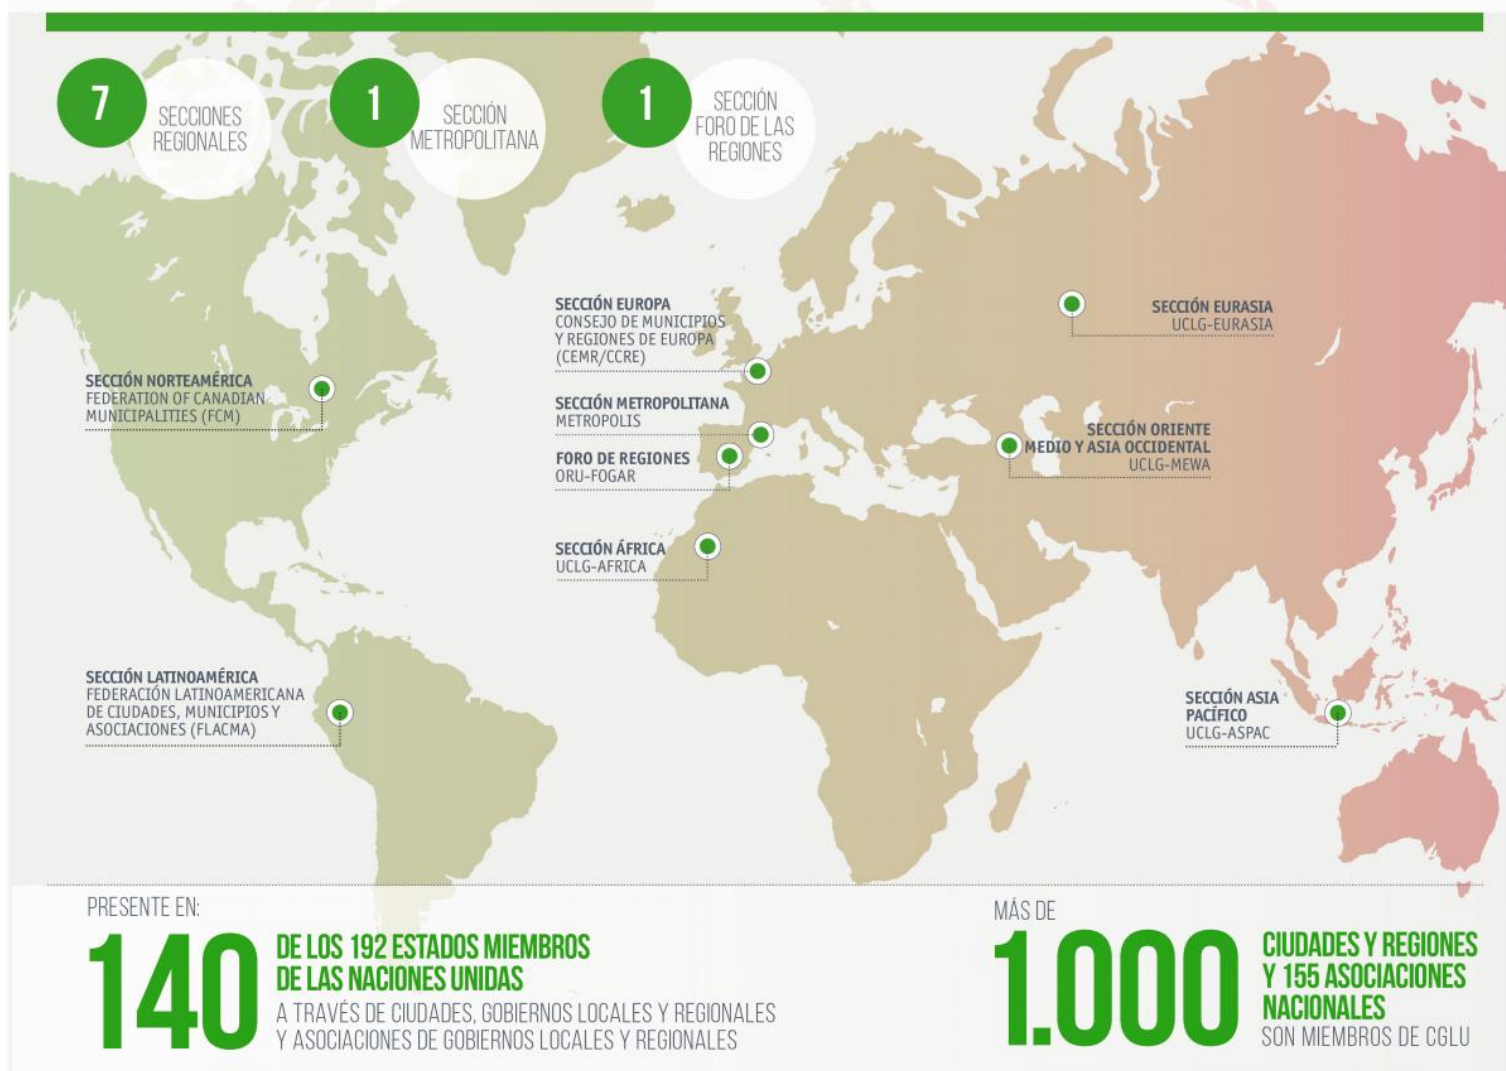 7
SECCIONES
REGIONALES
1
SECCIÓN
METROPOLITANA
1
SECCIÓN
FORO DE LAS
REGIONES
SECCIÓN EUROPA
CONSEJO DE MUNICIPIOS
Y REGIONES DE EUROPA
(CEMR/CCRE)
SECCIÓN EURASIA
UCLG-EURASIA
SECCIÓN NORTEAMÉRICA
FEDERATION OF CANADIAN
MUNICIPALITIES (FCM)
SECCIÓN METROPOLITANA
METROPOLIS
FORO DE REGIONES
ORU-FOGAR
SECCIÓN ORIENTE
MEDIO Y ASIA OCCIDENTAL
UCLG-MEWA
SECCIÓN ÁFRICA
UCLG-AFRICA
SECCIÓN LATINOAMÉRICA
FEDERACIÓN LATINOAMERICANA
DE CIUDADES, MUNICIPIOS Y
ASOCIACIONES (FLACMA)
SECCIÓN ASIA
PACÍFICO
UCLG-ASPAC
PRESENTE EN:
140
DE LOS 192 ESTADOS MIEMBROS
DE LAS NACIONES UNIDAS
A TRAVÉS DE CIUDADES, GOBIERNOS LOCALES Y REGIONALES
Y ASOCIACIONES DE GOBIERNOS LOCALES Y REGIONALES
MÁS DE
1.000
CIUDADES Y REGIONES
Y 155 ASOCIACIONES
NACIONALES
SON MIEMBROS DE CGLU